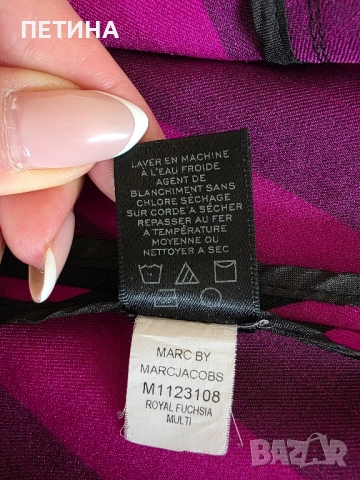 ПЕТИНА
LAVER EN MACHINE
À L'EAU FROIDE
AGENT DE
BLANCHIMENT SANS
CHLORE SÉCHAGE
SUR CORDE A SÉCHER
REPASSER AU FER
A TEMPÉRATURE
MOYENNE OU
NETTOYER A SEC
MARC BY
MARCJACOBS
M1123108
ROYAL FUCHSIA
MULTI
BAZAR